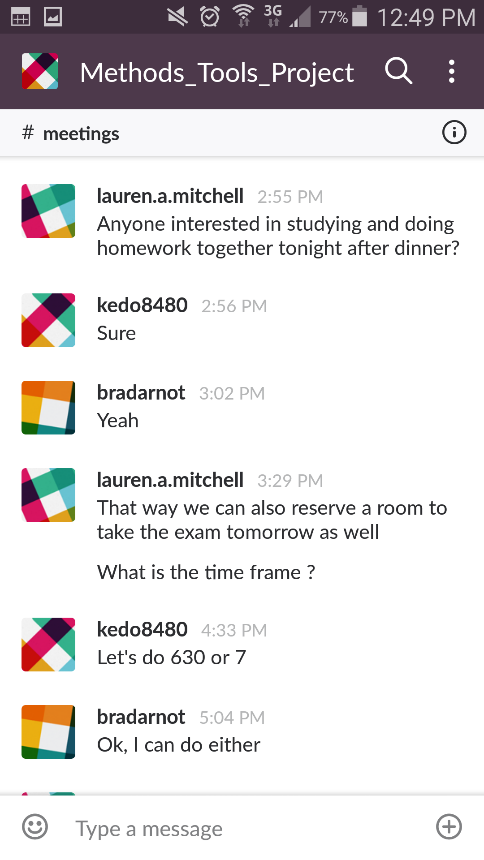 3G 77% 12:49 PM
Methods_Tools_Project
# meetings
lauren.a.mitchell 2:55 PM
Anyone interested in studying and doing
homework together tonight after dinner?
kedo8480 2:56 PM
Sure
bradarnot 3:02 PM
Yeah
lauren.a.mitchell 3:29 PM
That way we can also reserve a room to
take the exam tomorrow as well
What is the time frame ?
kedo8480 4:33 PM
Let's do 630 or 7
bradarnot 5:04 PM
Ok, I can do either
Type a message